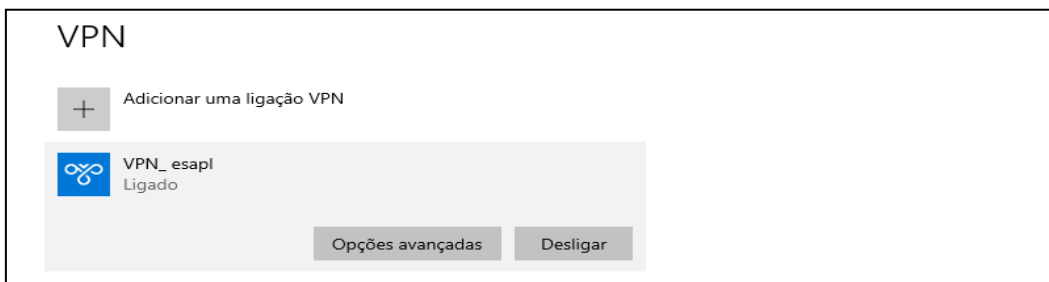 VPN
Adicionar uma ligação VPN
VPN_ esapl
Ligado
Opções avançadas Desligar